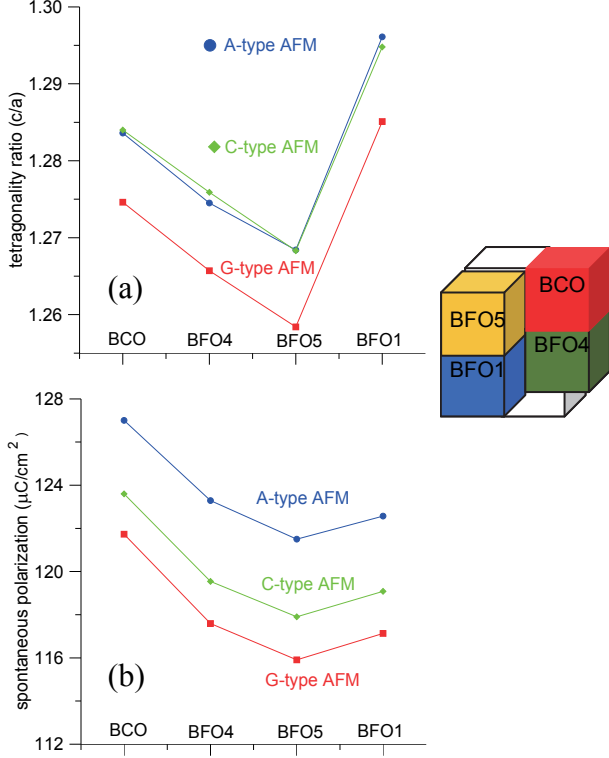 1.30
A-type AFM
1.29
C-type AFM
1.28
tetragonality ratio (c/a)
1.27
G-type AFM
(a)
1.26
BCO BFO4 BFO5 BFO1
BCO
BFO5
BFO4
BFO1
128
A-type AFM
124
spontaneous polarization (μC/cm²)
120
C-type AFM
116
(b)
G-type AFM
BCO BFO4 BFO5 BFO1
112